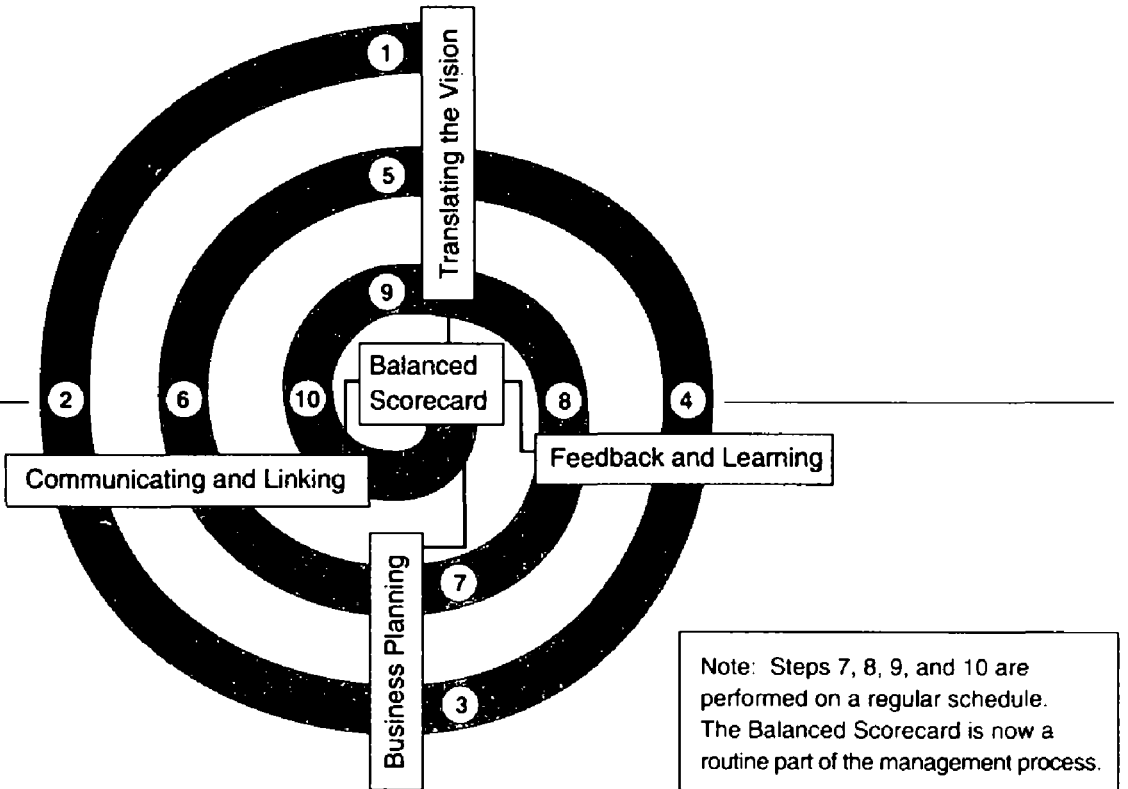 1
Translating the Vision
5
9
Balanced
Scorecard
2
6
10
8
4
Feedback and Learning
Communicating and Linking
Business Planning
7
3
Note: Steps 7, 8, 9, and 10 are
performed on a regular schedule.
The Balanced Scorecard is now a
routine part of the management process.